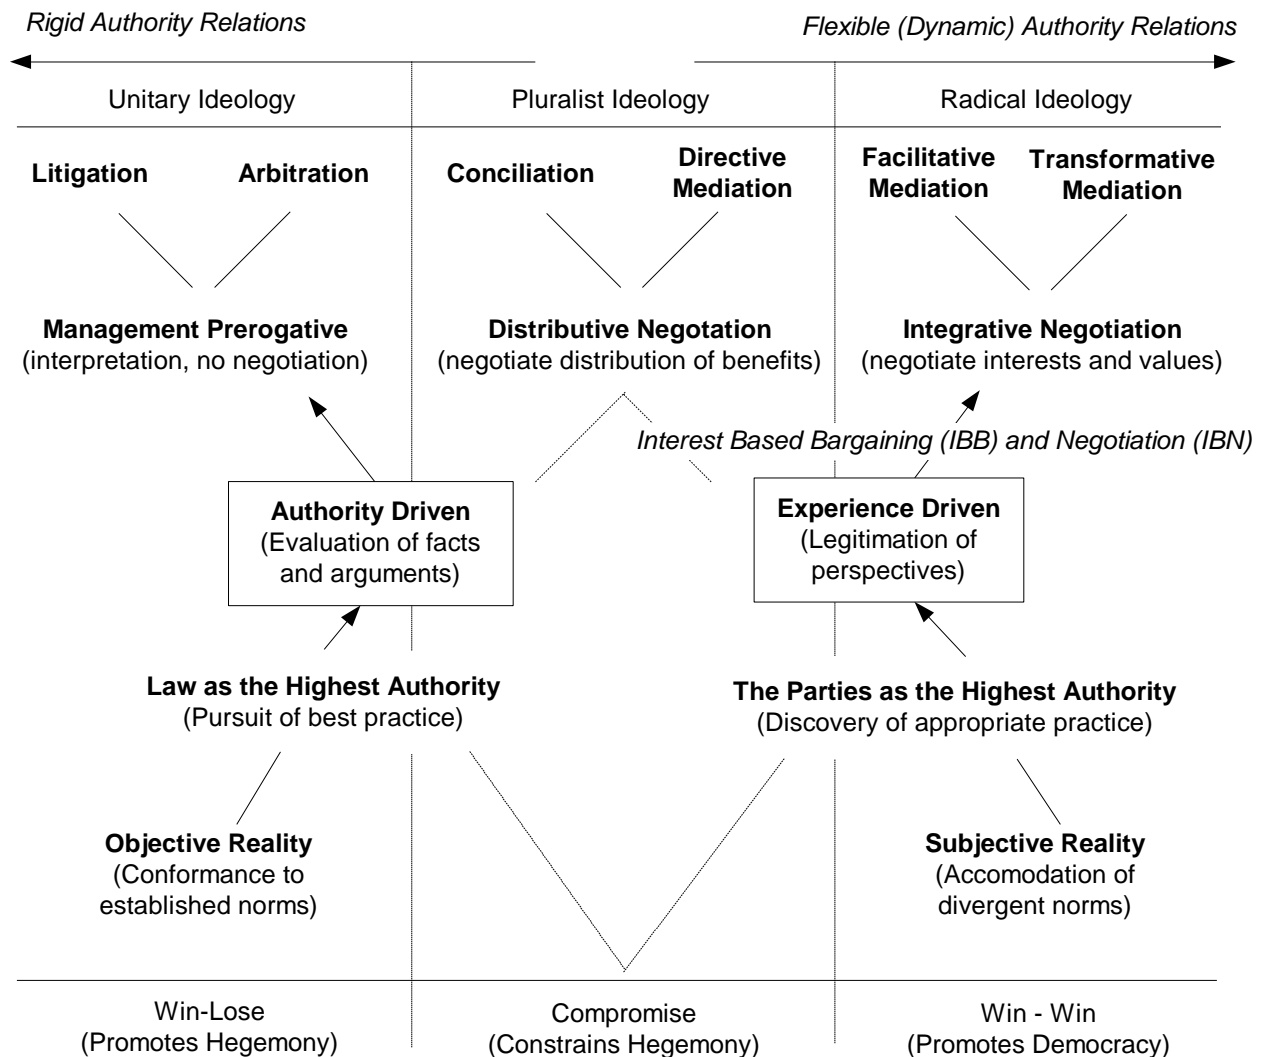 Rigid Authority Relations
Flexible (Dynamic) Authority Relations
Unitary Ideology
Pluralist Ideology
Radical Ideology
Litigation
Arbitration
Conciliation
Directive
Mediation
Facilitative
Mediation
Transformative
Mediation
Management Prerogative
(interpretation, no negotiation)
Distributive Negotation
(negotiate distribution of benefits)
Integrative Negotiation
(negotiate interests and values)
Interest Based Bargaining (IBB) and Negotiation (IBN)
Authority Driven
(Evaluation of facts
and arguments)
Experience Driven
(Legitimation of
perspectives)
Law as the Highest Authority
(Pursuit of best practice)
The Parties as the Highest Authority
(Discovery of appropriate practice)
Objective Reality
(Conformance to
established norms)
Subjective Reality
(Accomodation of
divergent norms)
Win-Lose
(Promotes Hegemony)
Compromise
(Constrains Hegemony)
Win - Win
(Promotes Democracy)